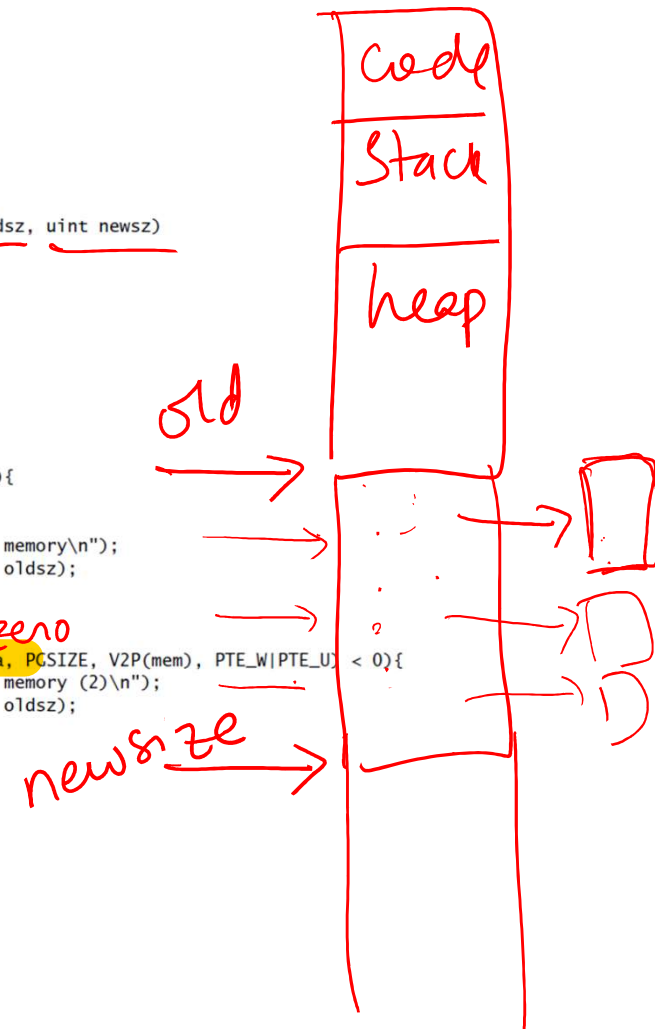 code
Stack
dsz, uint newsz)
heap
old
){
memory\n");
oldsz);
zero
a, PGSIZE, V2P(mem), PTE_W|PTE_U) < 0){
memory (2)\n");
oldsz);
newsize